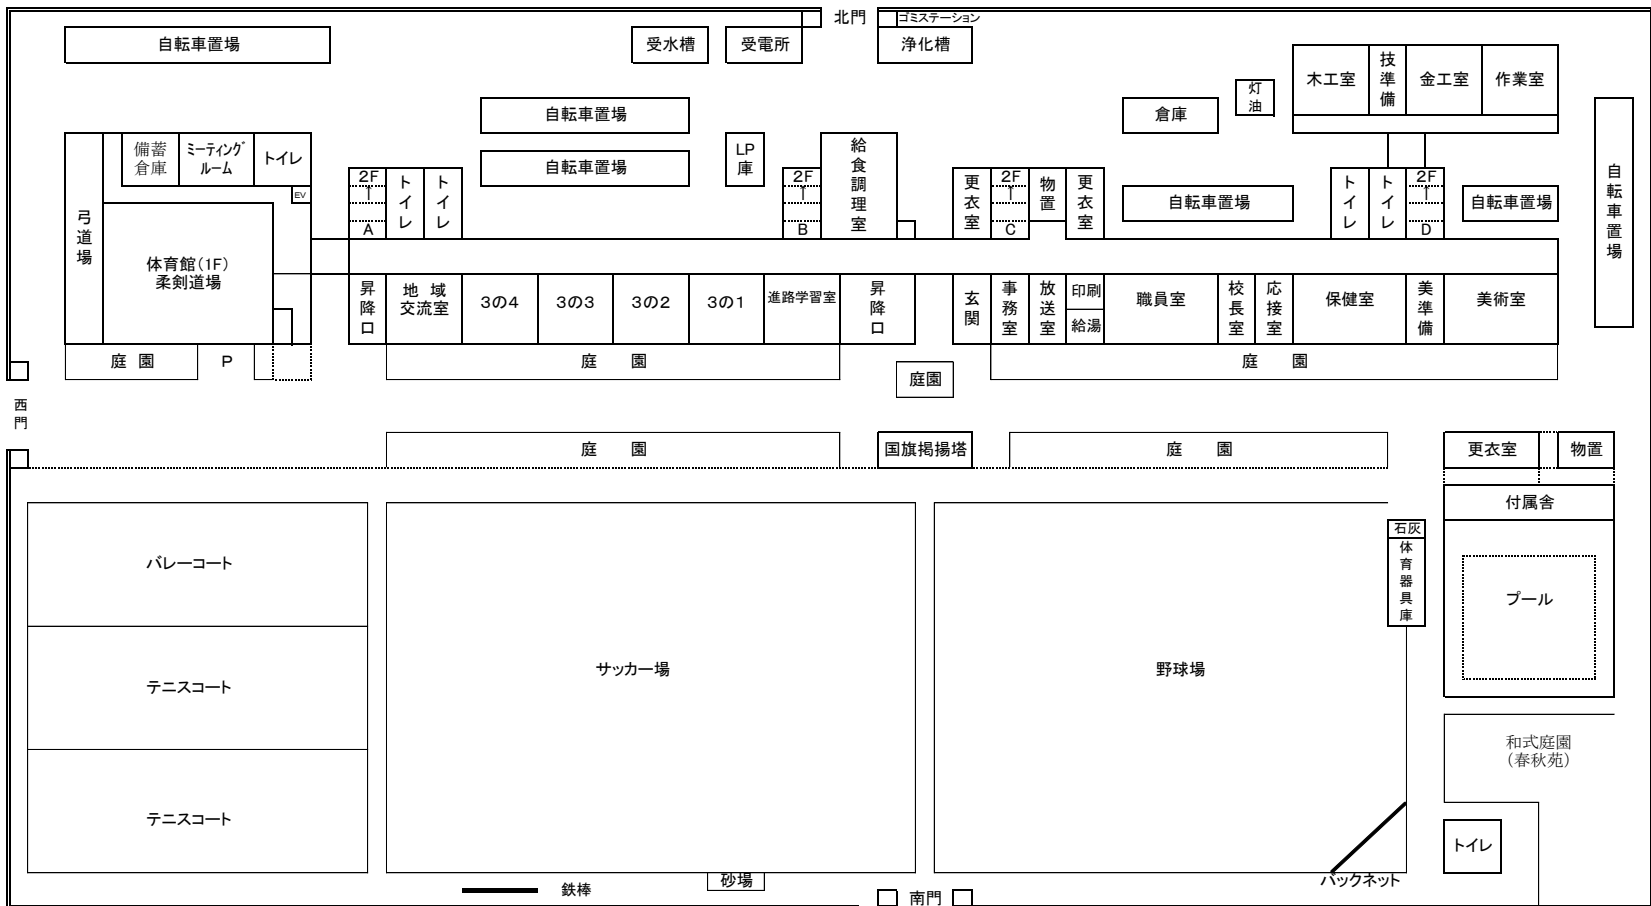 北門
ゴミステーション
自転車置場
受水槽
受電所
浄化槽
木工室
技準備
金工室
作業室
灯油
自転車置場
倉庫
自転車置場
備蓄倉庫
ミーティングルーム
トイレ
EV
自転車置場
LP庫
給食調理室
2F
↑
A
トイレ
トイレ
2F
↑
B
更衣室
2F
↑
C
物置
更衣室
自転車置場
トイレ
トイレ
2F
↑
D
自転車置場
弓道場
体育館(1F)
柔剣道場
昇降口
地 域
交流室
3の4
3の3
3の2
3の1
進路学習室
昇降口
玄関
事務室
放送室
印刷
給湯
職員室
校長室
応接室
保健室
美準備
美術室
庭 園
P
庭 園
庭園
庭 園
西門
庭 園
国旗掲揚塔
庭 園
更衣室
物置
付属舎
石灰
体育器具庫
バレーコート
プール
テニスコート
サッカー場
野球場
和式庭園
(春秋苑)
テニスコート
トイレ
バックネット
砂場
鉄棒
南門